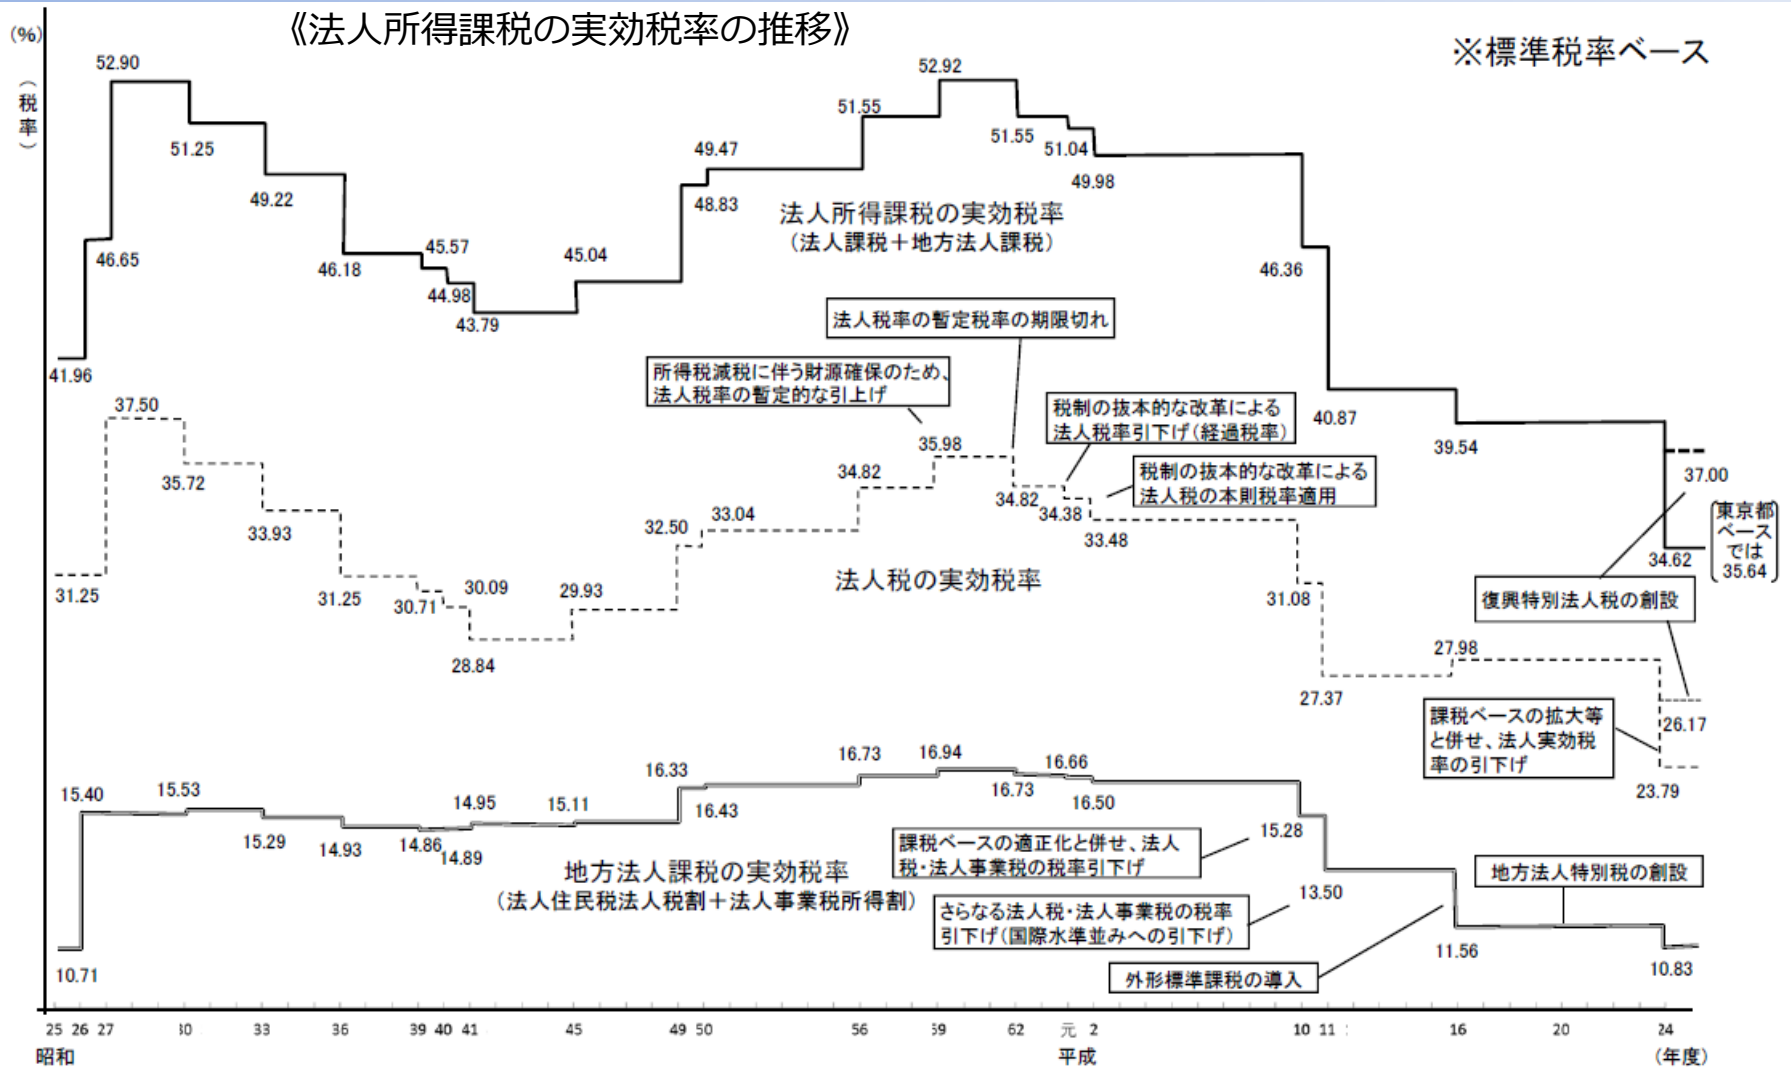 《法人所得課税の実効税率の推移》
※標準税率ベース
(%)
（税率）
52.90
46.65
41.96
51.25
49.22
46.18
45.57
44.98
43.79
45.04
49.47
48.83
51.55
52.92
51.55
51.04
49.98
46.36
40.87
39.54
37.00
34.62
東京都
ベース
では
35.64
法人所得課税の実効税率
（法人課税＋地方法人課税）
法人税率の暫定税率の期限切れ
所得税減税に伴う財源確保のため、
法人税率の暫定的な引上げ
税制の抜本的な改革による
法人税率引下げ（経過税率）
税制の抜本的な改革による
法人税の本則税率適用
復興特別法人税の創設
31.25
37.50
35.72
33.93
31.25
30.71
30.09
28.84
29.93
32.50
33.04
34.82
35.98
34.82
34.38
33.48
31.08
27.37
27.98
26.17
23.79
法人税の実効税率
課税ベースの拡大等
と併せ、法人実効税
率の引下げ
10.71
15.40
15.53
15.29
14.93
14.86
14.89
14.95
15.11
16.33
16.43
16.73
16.94
16.73
16.66
16.50
15.28
13.50
11.56
10.83
地方法人課税の実効税率
（法人住民税法人税割＋法人事業税所得割）
課税ベースの適正化と併せ、法人
税・法人事業税の税率引下げ
さらなる法人税・法人事業税の税率
引下げ（国際水準並みへの引下げ）
外形標準課税の導入
地方法人特別税の創設
25 26 27 30 33 36 39 40 41 45 49 50 56 59 62 元 2 10 11 16 20 24
昭和 平成 （年度）